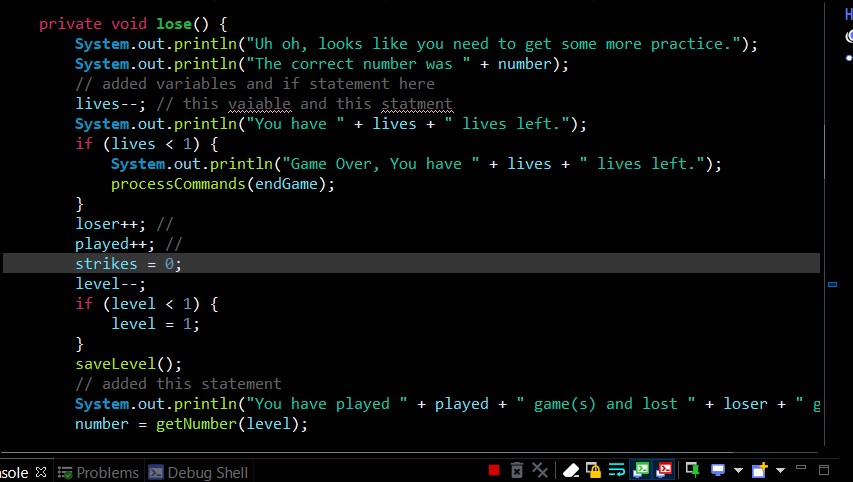 private void lose() {
System.out.println("Uh oh, looks like you need to get some more practice.");
System.out.println("The correct number was " + number);
// added variables and if statement here
lives--; // this vaiable and this statment
System.out.println("You have " + lives + " lives left.");
if (lives < 1) {
System.out.println("Game Over, You have " + lives + " lives left.");
processCommands(endGame);
}
loser++; //
played++; //
strikes = 0;
level--;
if (level < 1) {
level = 1;
}
saveLevel();
// added this statement
System.out.println("You have played " + played + " game(s) and lost " + loser + " g
number = getNumber(level);
nsole Problems Debug Shell